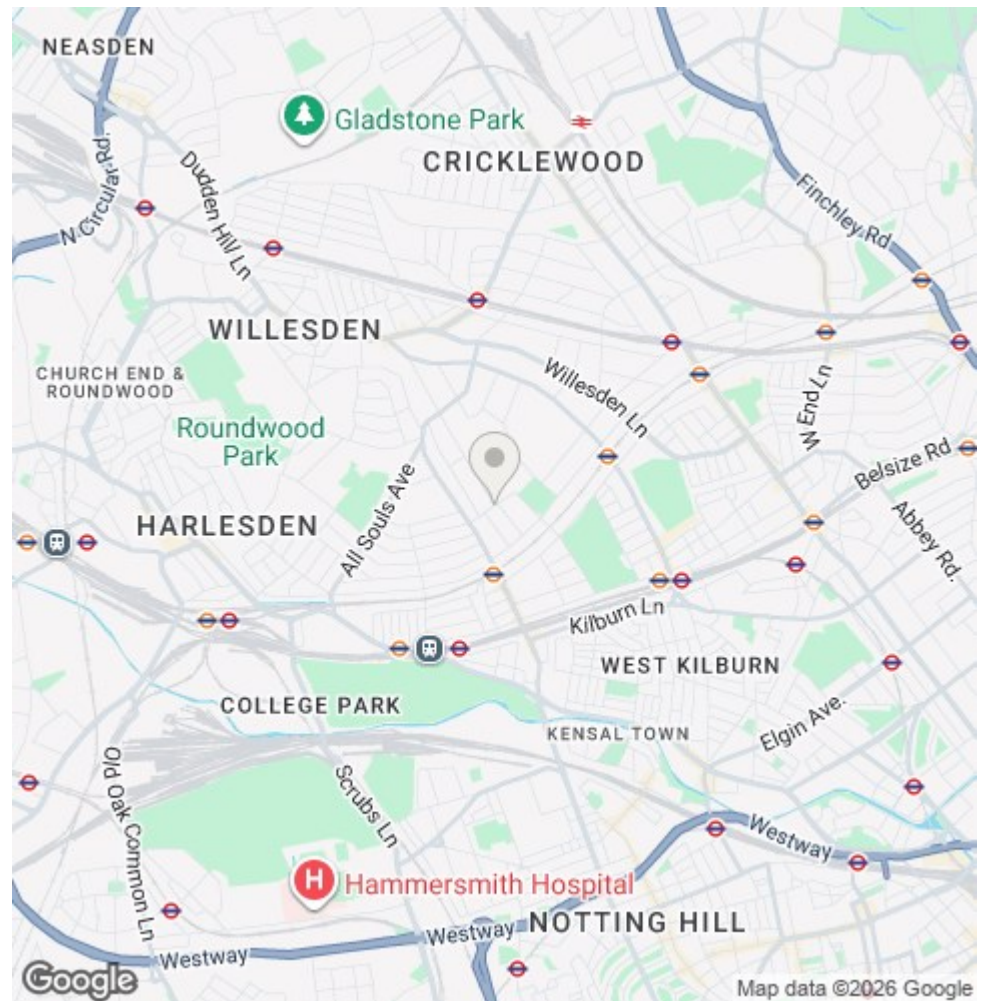 NEASDEN
Gladstone Park
CRICKLEWOOD
Dudden Hill Ln
N Circular Rd.
Finchley Rd
WILLESDEN
CHURCH END &
ROUNDWOOD
Willesden Ln
W End Ln
Roundwood
Park
Belsize Rd
All Souls Ave
HARLESDEN
Abbey Rd.
Kilburn Ln
WEST KILBURN
COLLEGE PARK
KENSAL TOWN
Elgin Ave.
Old Oak Common Ln
Scrubs Ln
Westway
H
Hammersmith Hospital
Westway
NOTTING HILL
Westway
Google
Map data ©2026 Google